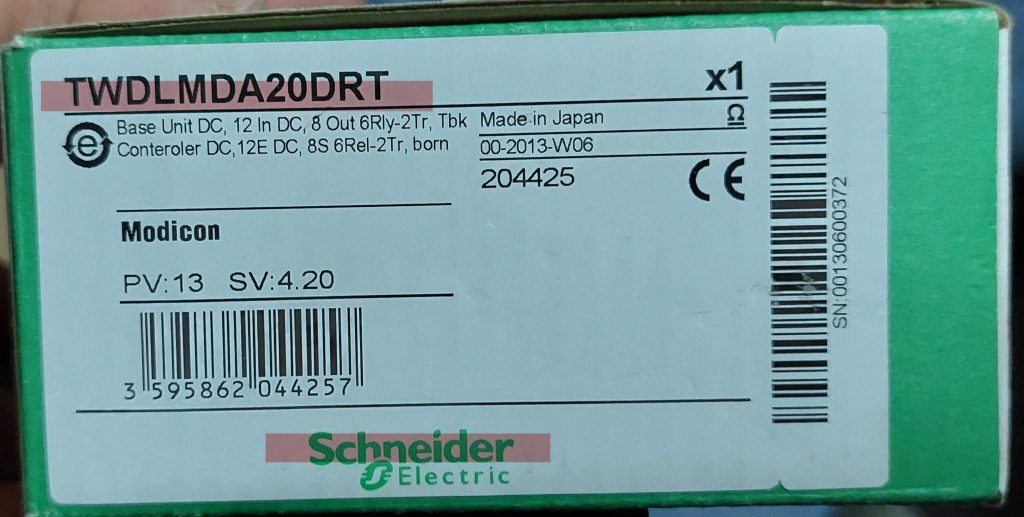 TWDLMDA20DRT
x1
Base Unit DC, 12 In DC, 8 Out 6Rly-2Tr, Tbk
Conteroler DC,12E DC, 8S 6Rel-2Tr, born
Made in Japan
Ω
00-2013-W06
204425
CE
Modicon
PV:13 SV:4.20
3 595862 044257
SN:00130600372
Schneider
Electric